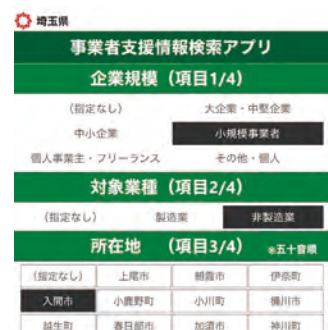 埼玉県
事業者支援情報検索アプリ
企業規模（項目1/4）
（指定なし） 大企業・中堅企業
中小企業 小規模事業者
個人事業主・フリーランス その他・個人
対象業種（項目2/4）
（指定なし） 製造業 非製造業
所在地 （項目3/4） ※五十音順
（指定なし） 上尾市 朝霞市 伊奈町
入間市 小鹿野町 小川町 桶川市
越生町 春日部市 加須市 神川町